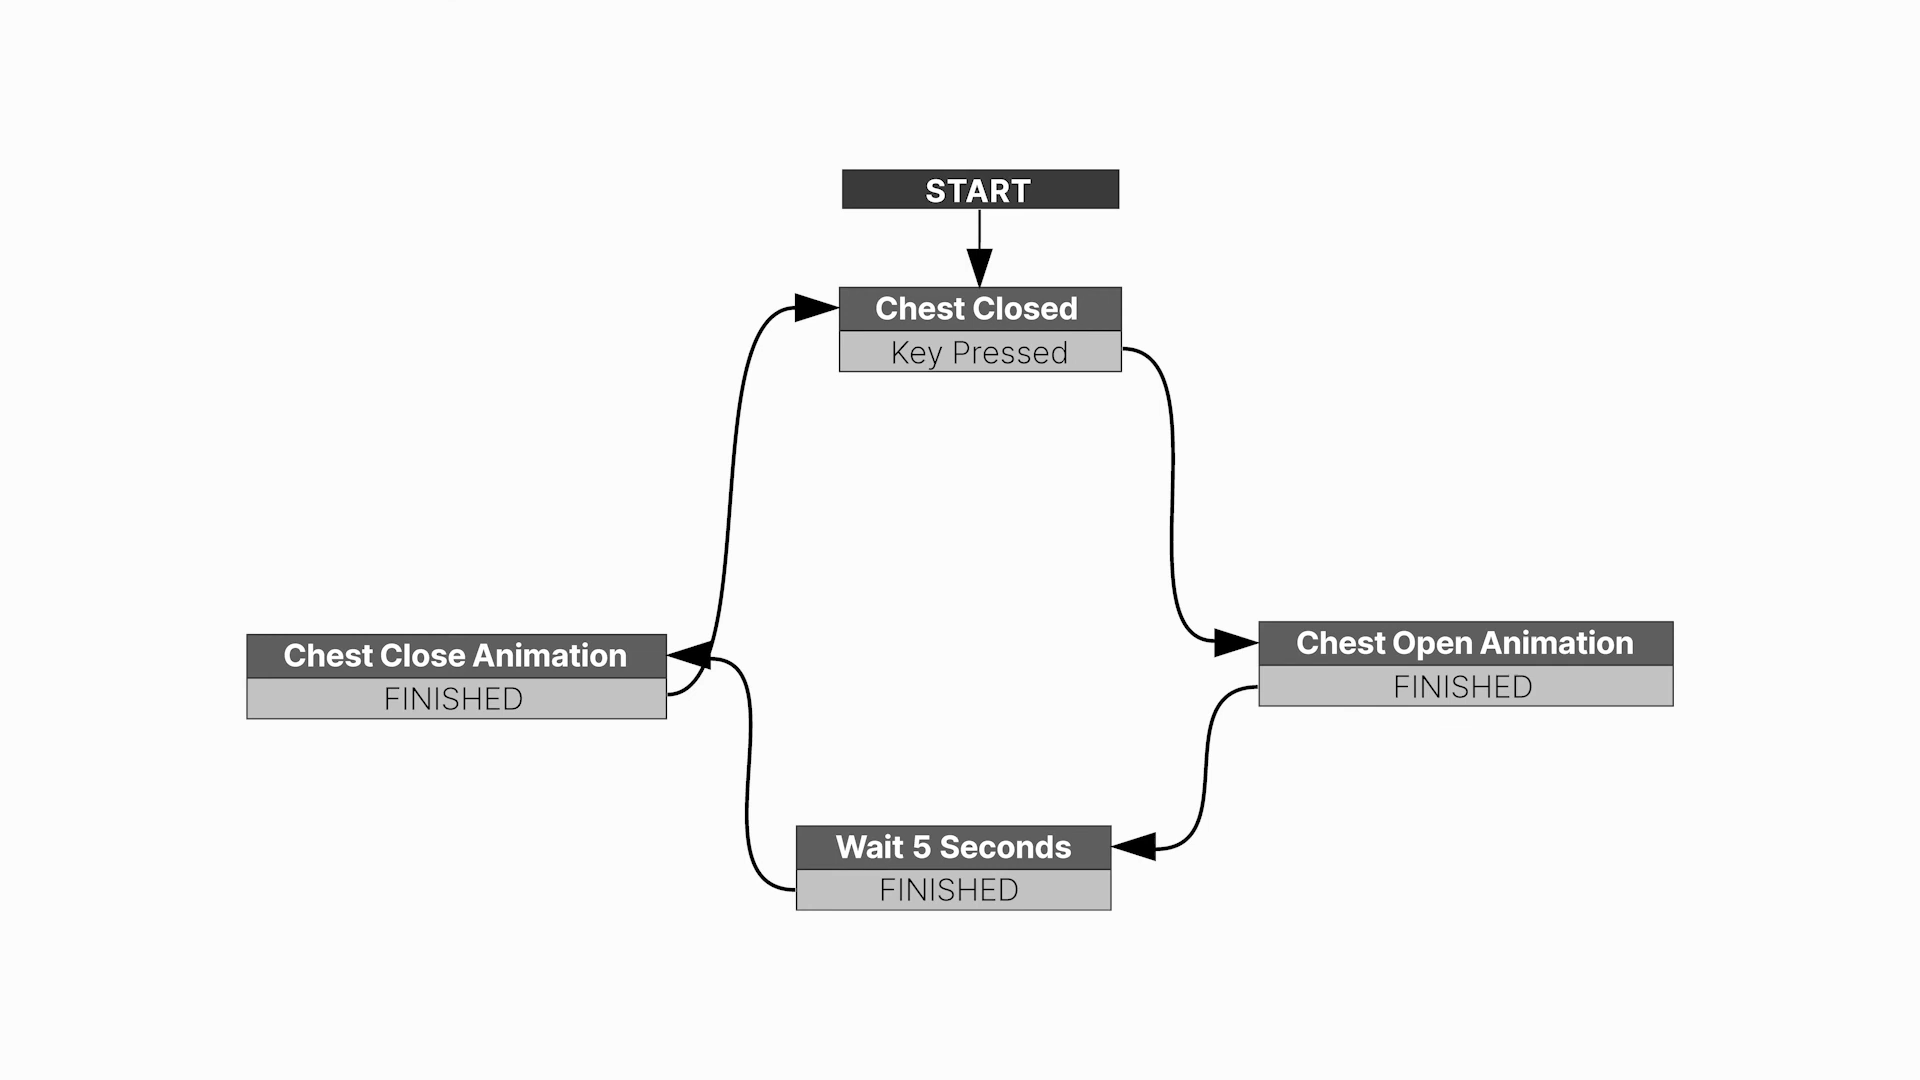 START
Chest Closed
Key Pressed
Chest Close Animation
FINISHED
Chest Open Animation
FINISHED
Wait 5 Seconds
FINISHED